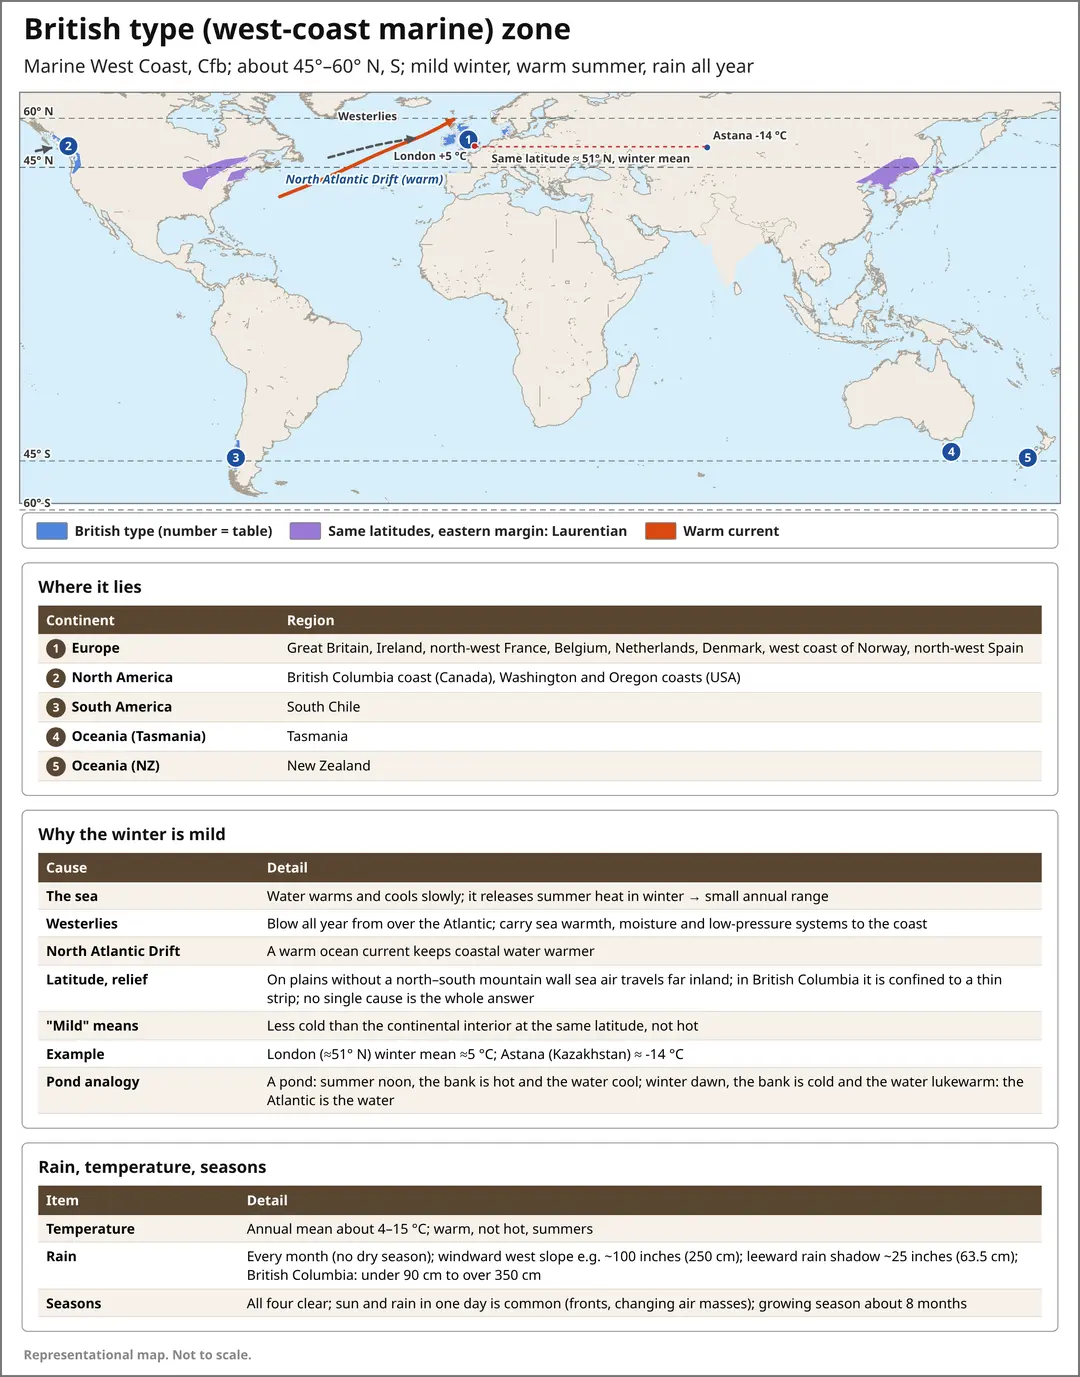 British type (west-coast marine) zone
Marine West Coast, Cfb; about 45°–60° N, S; mild winter, warm summer, rain all year
60° N
Westerlies
Astana -14 °C
2
1
45° N
London +5 °C
Same latitude ≈ 51° N, winter mean
North Atlantic Drift (warm)
45° S
3
4
5
60° S
British type (number = table)
Same latitudes, eastern margin: Laurentian
Warm current
Where it lies
Continent Region
1 Europe Great Britain, Ireland, north-west France, Belgium, Netherlands, Denmark, west coast of Norway, north-west Spain
2 North America British Columbia coast (Canada), Washington and Oregon coasts (USA)
3 South America South Chile
4 Oceania (Tasmania) Tasmania
5 Oceania (NZ) New Zealand
Why the winter is mild
Cause Detail
The sea Water warms and cools slowly; it releases summer heat in winter → small annual range
Westerlies Blow all year from over the Atlantic; carry sea warmth, moisture and low-pressure systems to the coast
North Atlantic Drift A warm ocean current keeps coastal water warmer
Latitude, relief On plains without a north–south mountain wall sea air travels far inland; in British Columbia it is confined to a thin
strip; no single cause is the whole answer
"Mild" means Less cold than the continental interior at the same latitude, not hot
Example London (≈51° N) winter mean ≈5 °C; Astana (Kazakhstan) ≈ -14 °C
Pond analogy A pond: summer noon, the bank is hot and the water cool; winter dawn, the bank is cold and the water lukewarm: the
Atlantic is the water
Rain, temperature, seasons
Item Detail
Temperature Annual mean about 4–15 °C; warm, not hot, summers
Rain Every month (no dry season); windward west slope e.g. ~100 inches (250 cm); leeward rain shadow ~25 inches (63.5 cm);
British Columbia: under 90 cm to over 350 cm
Seasons All four clear; sun and rain in one day is common (fronts, changing air masses); growing season about 8 months
Representational map. Not to scale.